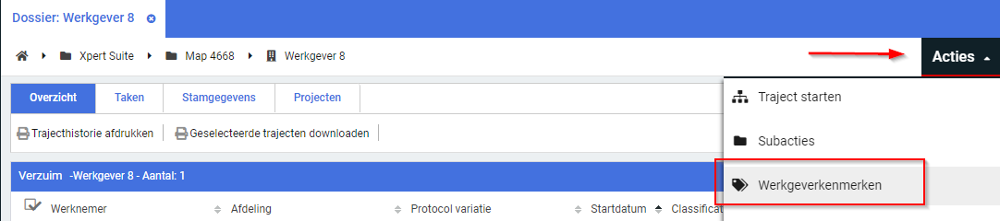 Dossier: Werkgever 8
Xpert Suite Map 4668 Werkgever 8
Acties
Overzicht Taken Stamgegevens Projecten
Traject starten
Trajecthistorie afdrukken Geselecteerde trajecten downloaden
Subacties
Verzuim -Werkgever 8 - Aantal: 1
Werkgeverkenmerken
Werknemer Afdeling Protocol variatie Startdatum Classificat